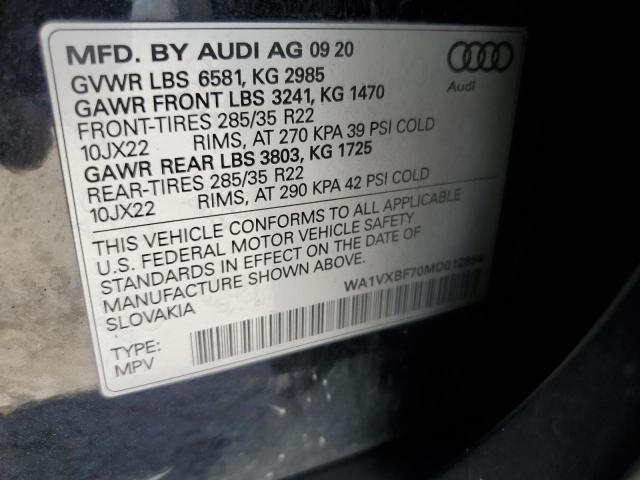 MFD. BY AUDI AG 09 20
GVWR LBS 6581, KG 2985
GAWR FRONT LBS 3241, KG 1470
FRONT-TIRES 285/35 R22
10JX22 RIMS, AT 270 KPA 39 PSI COLD
GAWR REAR LBS 3803, KG 1725
REAR-TIRES 285/35 R22
10JX22 RIMS, AT 290 KPA 42 PSI COLD
Audi
THIS VEHICLE CONFORMS TO ALL APPLICABLE
U.S. FEDERAL MOTOR VEHICLE SAFETY
STANDARDS IN EFFECT ON THE DATE OF
MANUFACTURE SHOWN ABOVE.
SLOVAKIA
TYPE:
MPV